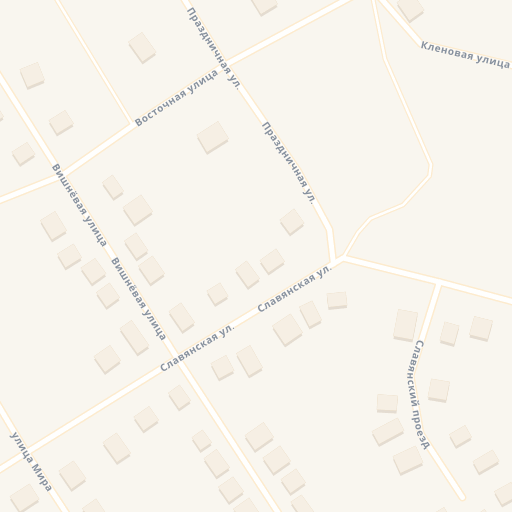 Праздничная ул.
Кленовая улица
Восточная улица
Праздничная ул.
Вишнёвая улица
Вишнёвая улица
Славянская ул.
Славянская ул.
Славянский проезд
улица Мира